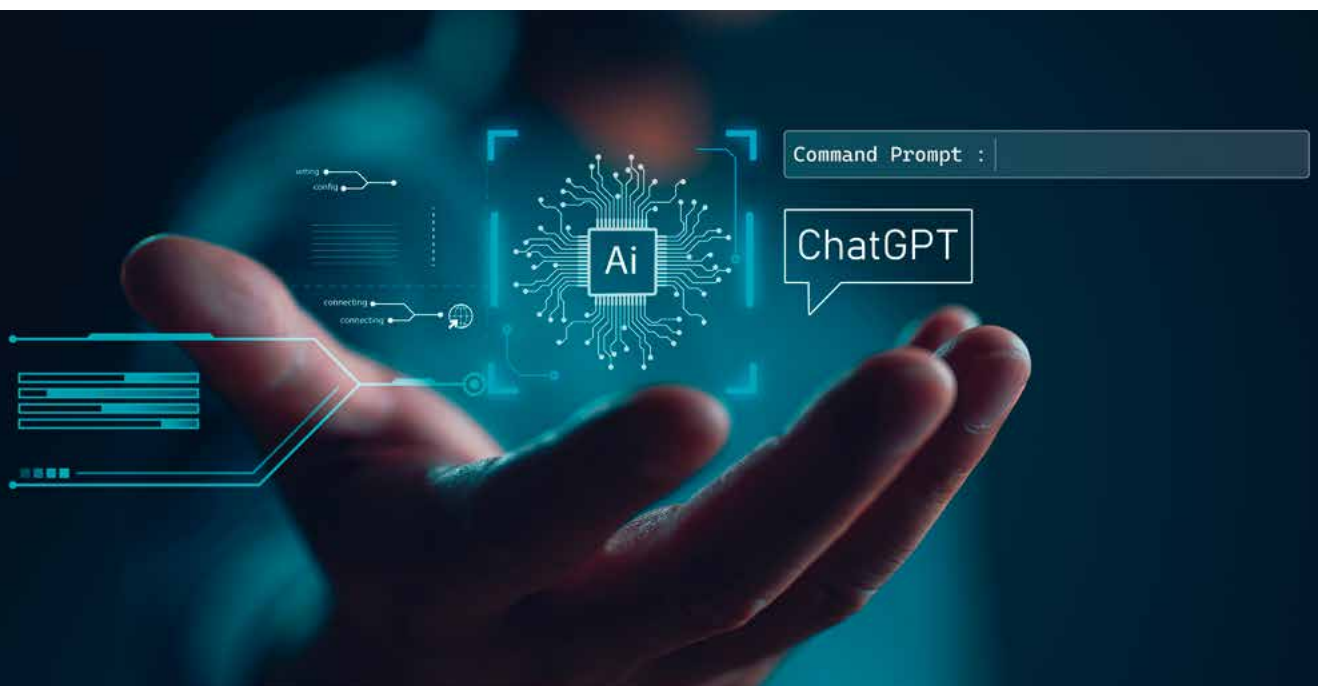 Command Prompt :
ChatGPT
Ai
setting
config
connecting
connecting